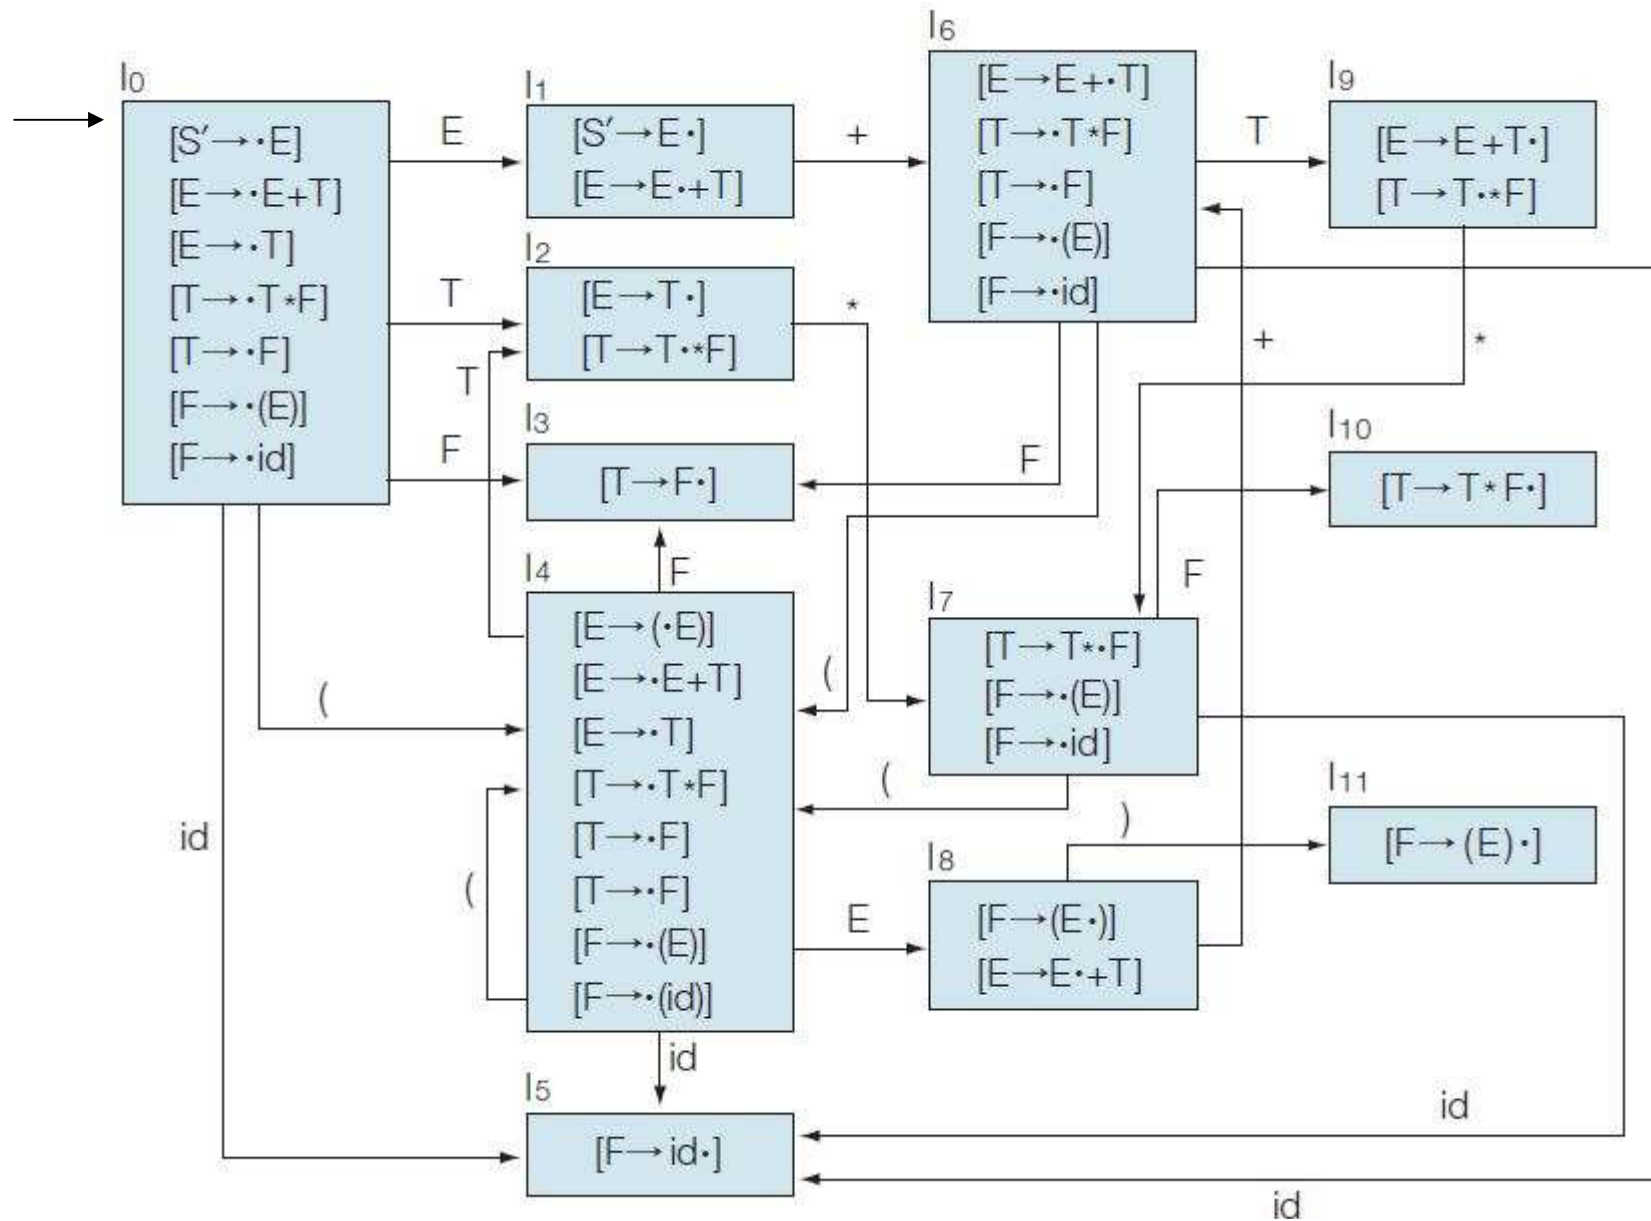 I0
[S′→·E]
[E→·E+T]
[E→·T]
[T→·T*F]
[T→·F]
[F→·(E)]
[F→·id]
E
T
T
F
(
id
I1
[S′→E·]
[E→E·+T]
I2
[E→T·]
[T→T·*F]
I3
[T→F·]
F
I4
[E→(·E)]
[E→·E+T]
[E→·T]
[T→·T*F]
[T→·F]
[T→·F]
[F→·(E)]
[F→·(id)]
(
id
I5
[F→id·]
+
*
F
(
(
E
I6
[E→E+·T]
[T→·T*F]
[T→·F]
[F→·(E)]
[F→·id]
I7
[T→T*·F]
[F→·(E)]
[F→·id]
I8
[F→(E·)]
[E→E·+T]
T
+
*
F
)
I9
[E→E+T·]
[T→T·*F]
I10
[T→T*F·]
I11
[F→(E)·]
id
id